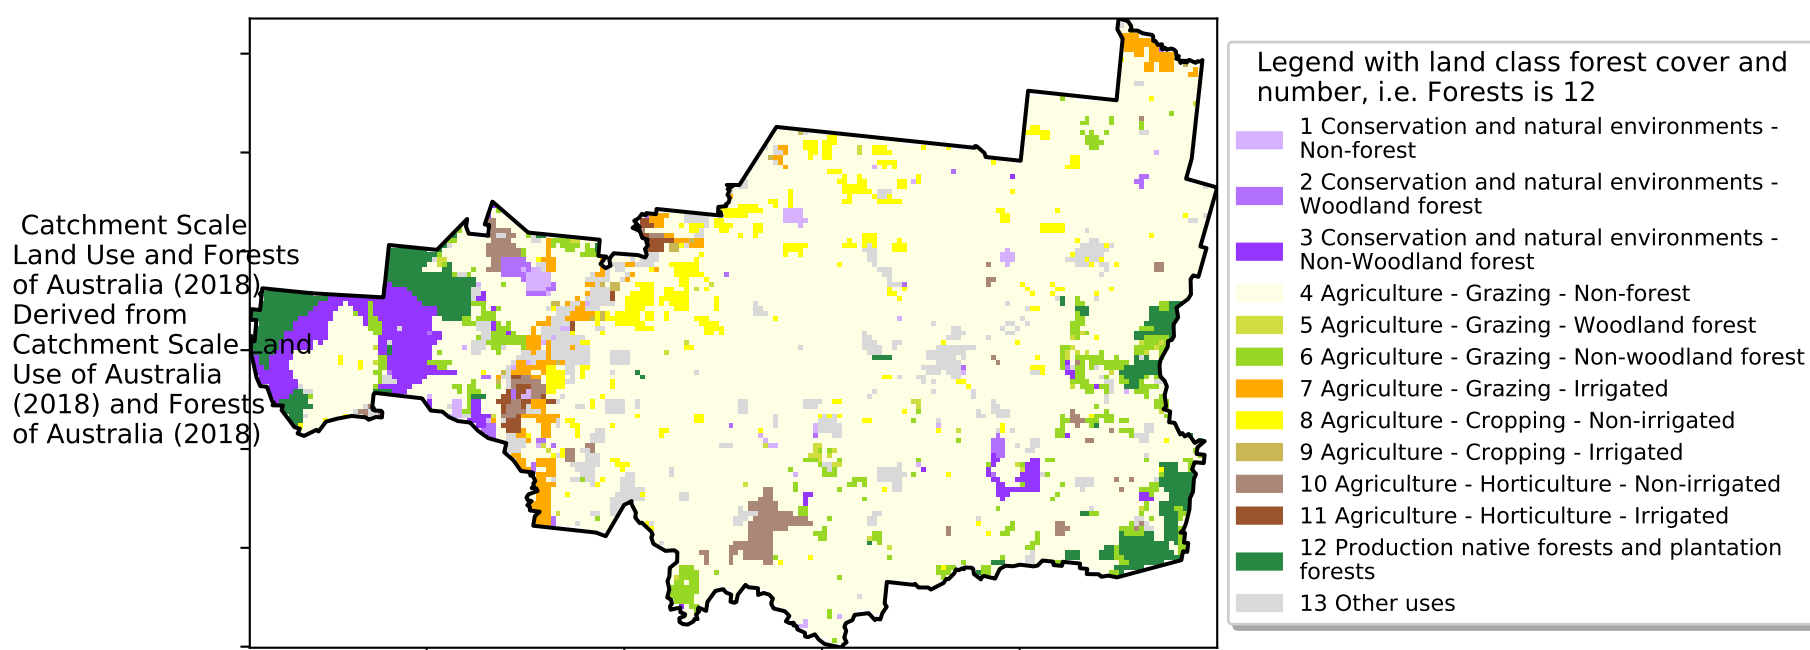 Catchment Scale
Land Use and Forests
of Australia (2018)
Derived from
Catchment Scale Land
Use of Australia
(2018) and Forests
of Australia (2018)
Legend with land class forest cover and
number, i.e. Forests is 12
1 Conservation and natural environments -
Non-forest
2 Conservation and natural environments -
Woodland forest
3 Conservation and natural environments -
Non-Woodland forest
4 Agriculture - Grazing - Non-forest
5 Agriculture - Grazing - Woodland forest
6 Agriculture - Grazing - Non-woodland forest
7 Agriculture - Grazing - Irrigated
8 Agriculture - Cropping - Non-irrigated
9 Agriculture - Cropping - Irrigated
10 Agriculture - Horticulture - Non-irrigated
11 Agriculture - Horticulture - Irrigated
12 Production native forests and plantation
forests
13 Other uses